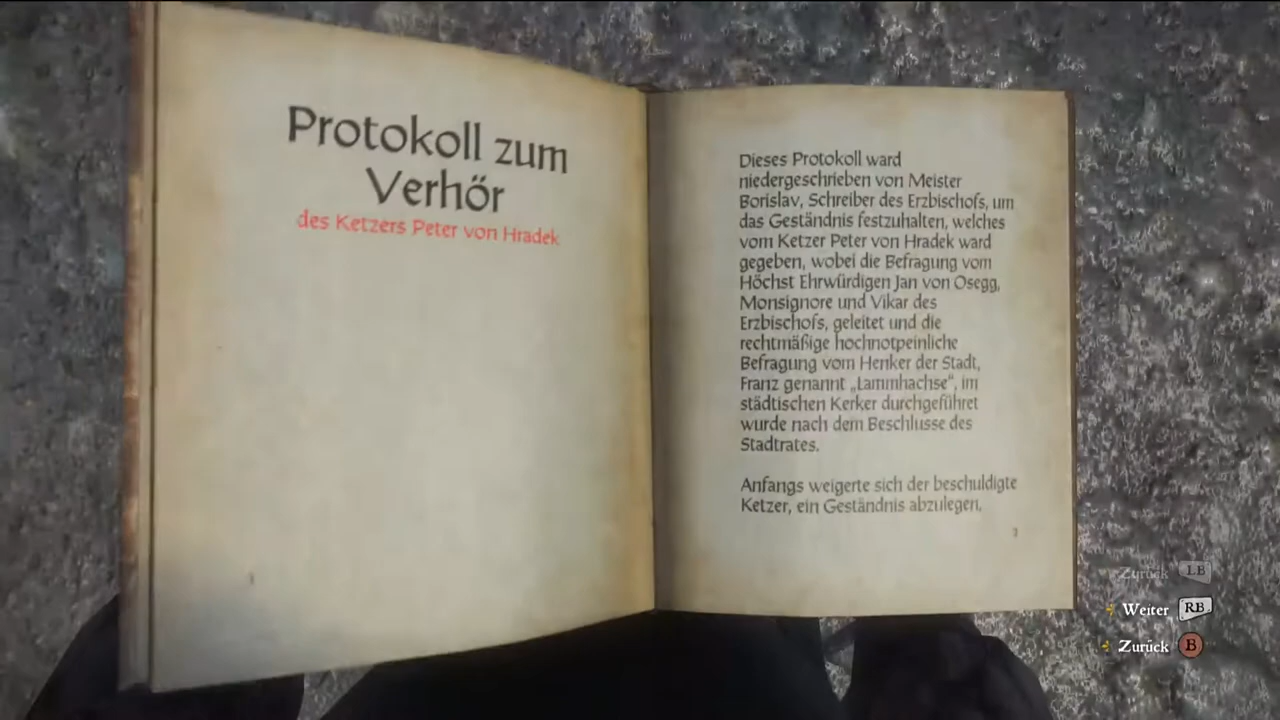 Protokoll zum
Verhör
des Ketzers Peter von Hradek
1
Dieses Protokoll ward
niedergeschrieben von Meister
Borislav, Schreiber des Erzbischofs, um
das Geständnis festzuhalten, welches
vom Ketzer Peter von Hradek ward
gegeben, wobei die Befragung vom
Höchst Ehrwürdigen Jan von Osegg,
Monsignore und Vikar des
Erzbischofs, geleitet und die
rechtmäßige hochnotpeinliche
Befragung vom Henker der Stadt,
Franz genannt „Lammhachse“, im
städtischen Kerker durchgeführet
wurde nach dem Beschlusse des
Stadtrates.
Anfangs weigerte sich der beschuldigte
Ketzer, ein Geständnis abzulegen,
2
Zurück LB
Weiter RB
Zurück B